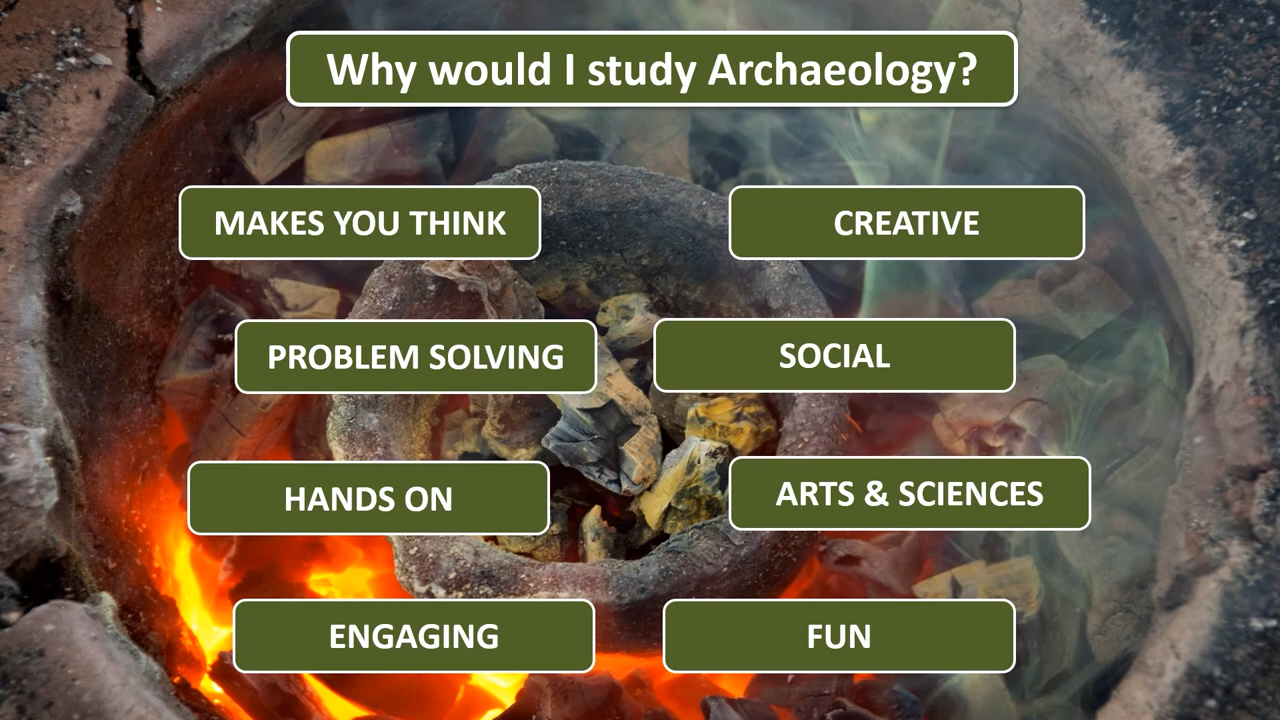 Why would I study Archaeology?
MAKES YOU THINK
CREATIVE
PROBLEM SOLVING
SOCIAL
HANDS ON
ARTS & SCIENCES
ENGAGING
FUN